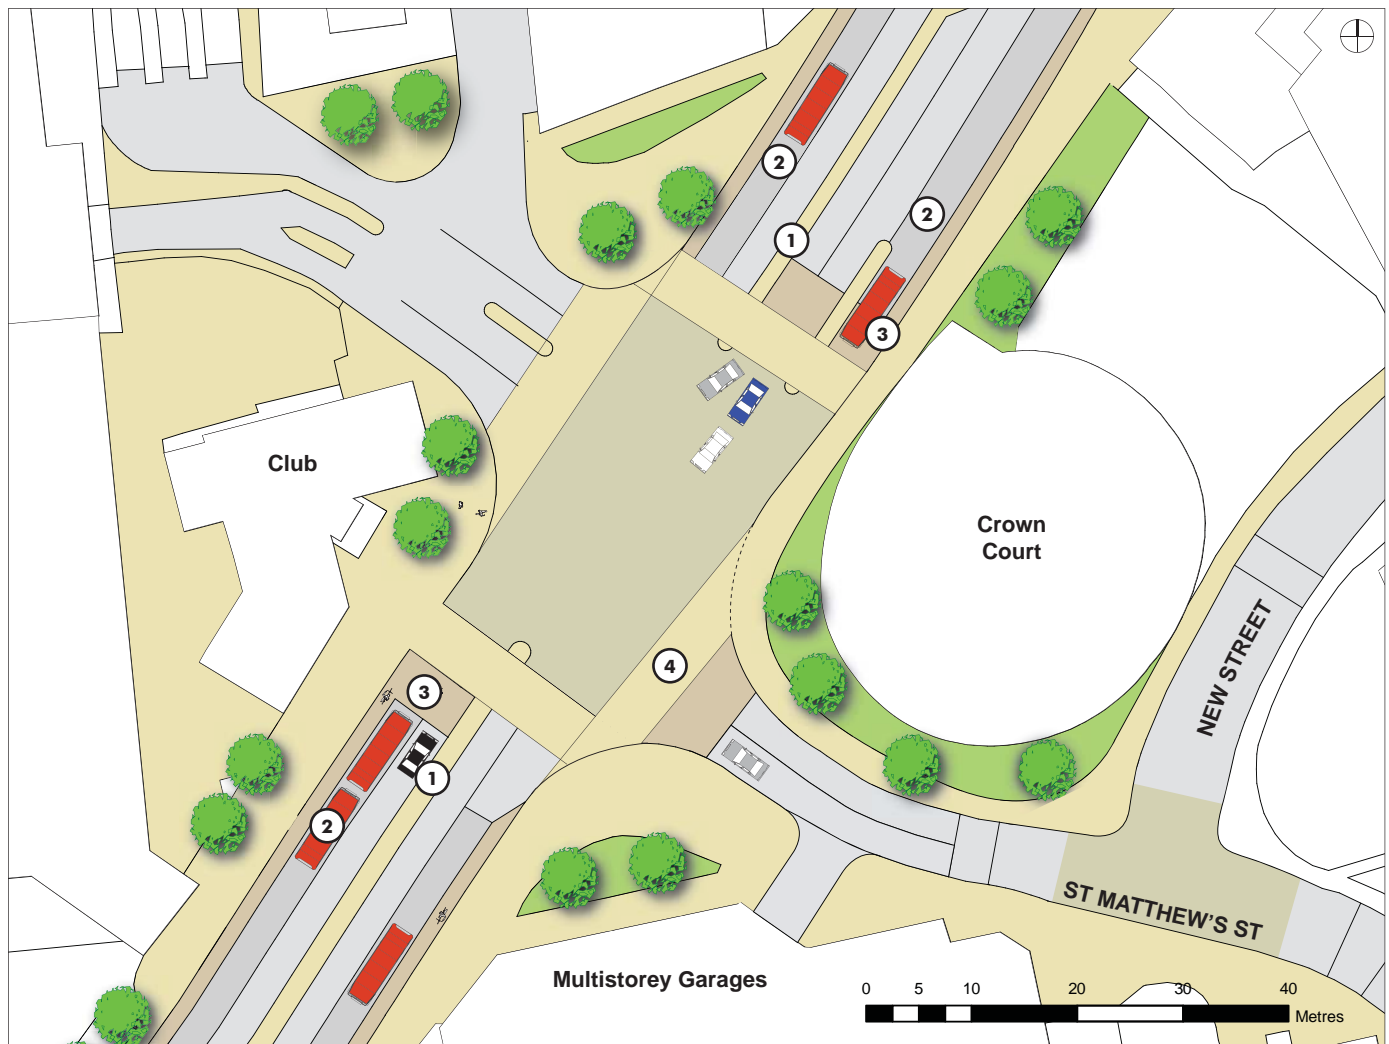 2
2
1
3
Club
Crown
Court
NEW STREET
4
3
1
2
ST MATTHEW'S ST
Multistorey Garages
0 5 10 20 30 40
Metres